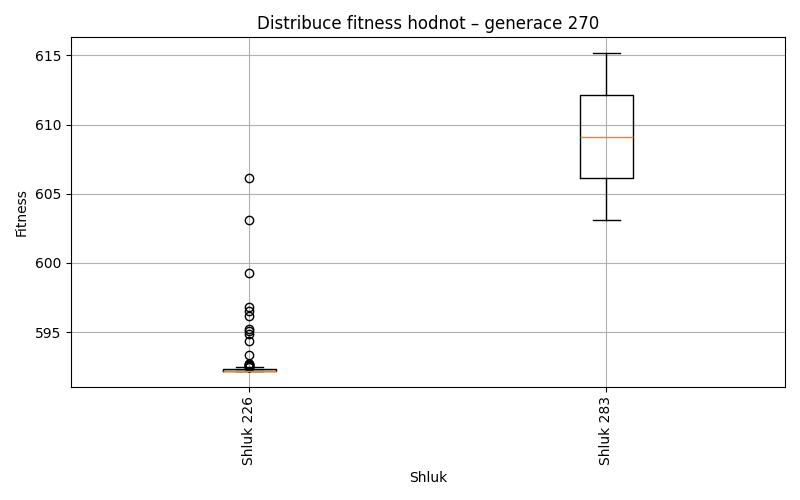 Distribuce fitness hodnot – generace 270
615
610
605
600
595
Fitness
Shluk 226
Shluk 283
Shluk